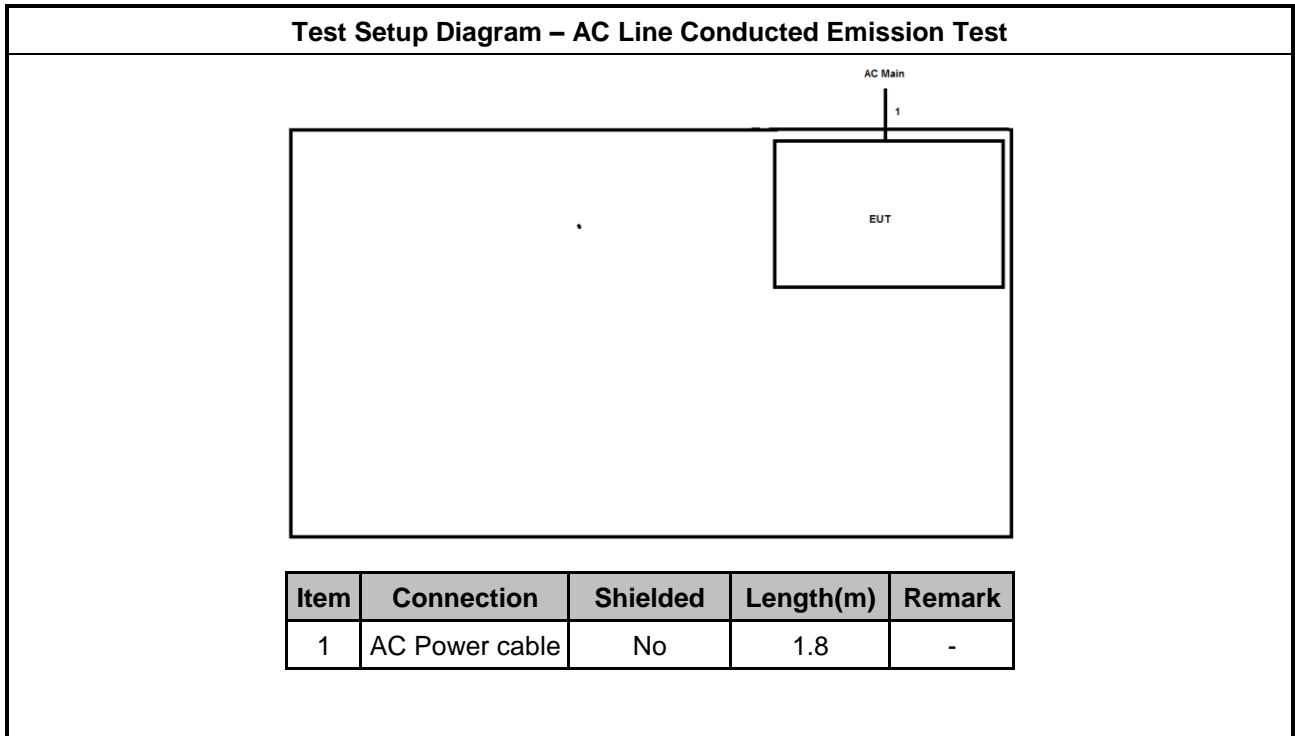 Test Setup Diagram – AC Line Conducted Emission Test
AC Main
1
EUT
Item Connection Shielded Length(m) Remark
1 AC Power cable No 1.8 -